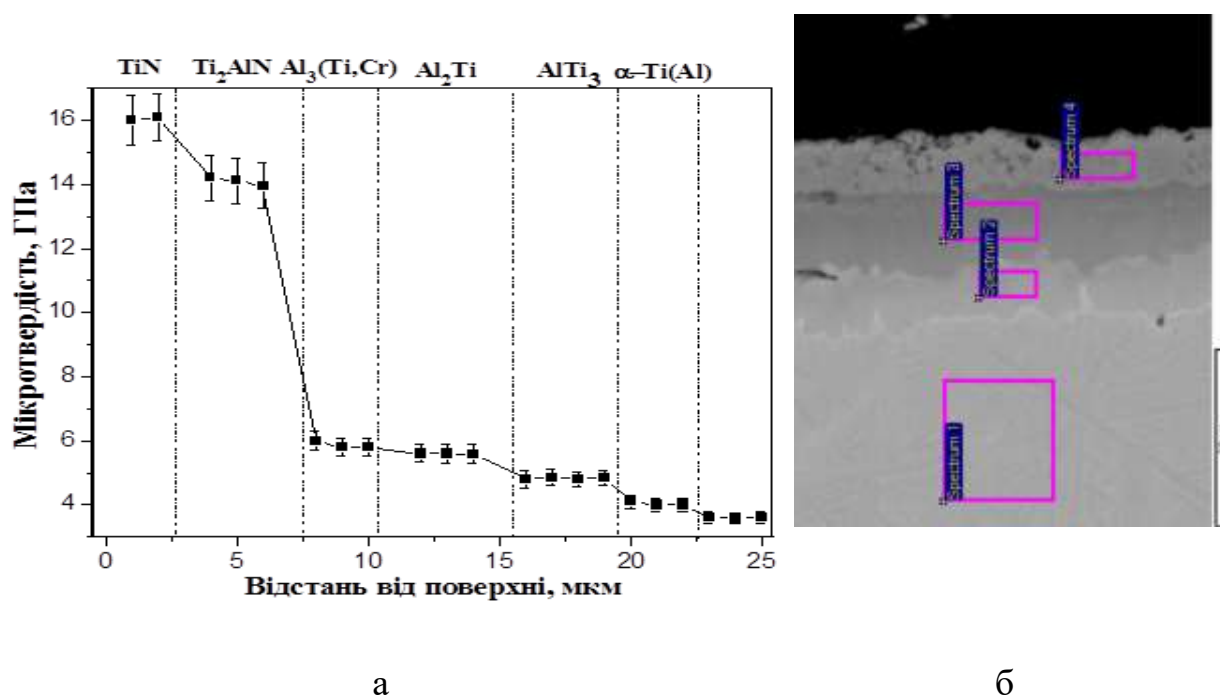 TiN Ti₂AlN Al₃(Ti,Cr) Al₂Ti AlTi₃ α–Ti(Al)
16
14
12
10
8
6
4
Мікротвердість, ГПа
0 5 10 15 20 25
Відстань від поверхні, мкм
Spectrum 4
Spectrum 3
Spectrum 2
Spectrum 1
а б